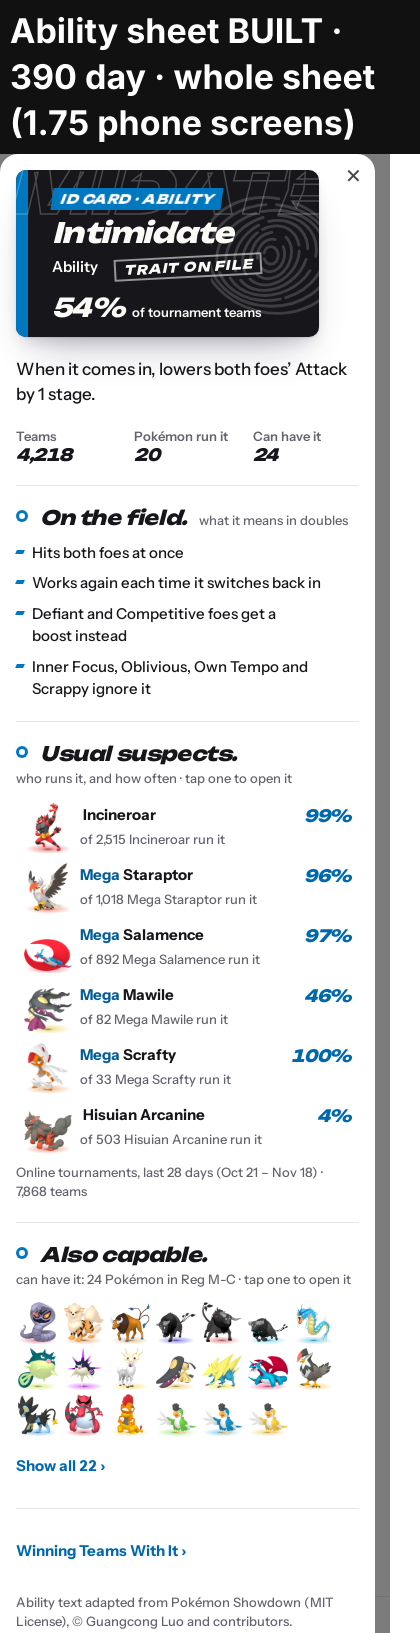 Ability sheet BUILT ·
390 day · whole sheet
(1.75 phone screens)
✕
ID CARD · ABILITY
Intimidate
Ability TRAIT ON FILE
54% of tournament teams
When it comes in, lowers both foes’ Attack
by 1 stage.
Teams Pokémon run it Can have it
4,218 20 24
On the field. what it means in doubles
Hits both foes at once
Works again each time it switches back in
Defiant and Competitive foes get a
boost instead
Inner Focus, Oblivious, Own Tempo and
Scrappy ignore it
Usual suspects.
who runs it, and how often · tap one to open it
Incineroar 99%
of 2,515 Incineroar run it
Mega Staraptor 96%
of 1,018 Mega Staraptor run it
Mega Salamence 97%
of 892 Mega Salamence run it
Mega Mawile 46%
of 82 Mega Mawile run it
Mega Scrafty 100%
of 33 Mega Scrafty run it
Hisuian Arcanine 4%
of 503 Hisuian Arcanine run it
Online tournaments, last 28 days (Oct 21 – Nov 18) ·
7,868 teams
Also capable.
can have it: 24 Pokémon in Reg M-C · tap one to open it
Show all 22 ›
Winning Teams With It ›
Ability text adapted from Pokémon Showdown (MIT
License), © Guangcong Luo and contributors.